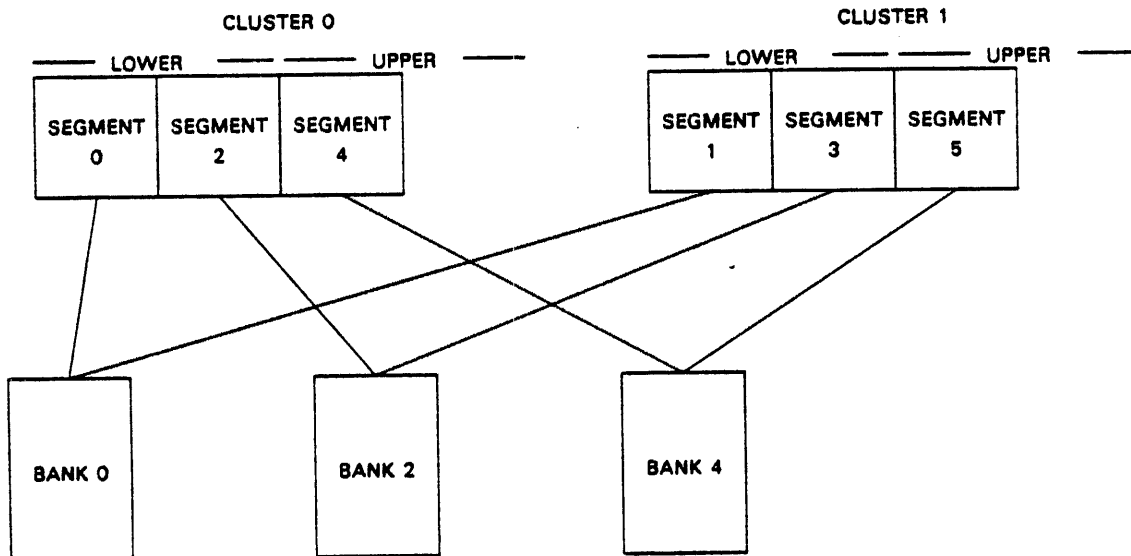 CLUSTER 0
CLUSTER 1
LOWER
UPPER
LOWER
UPPER
SEGMENT
0
SEGMENT
2
SEGMENT
4
SEGMENT
1
SEGMENT
3
SEGMENT
5
BANK 0
BANK 2
BANK 4